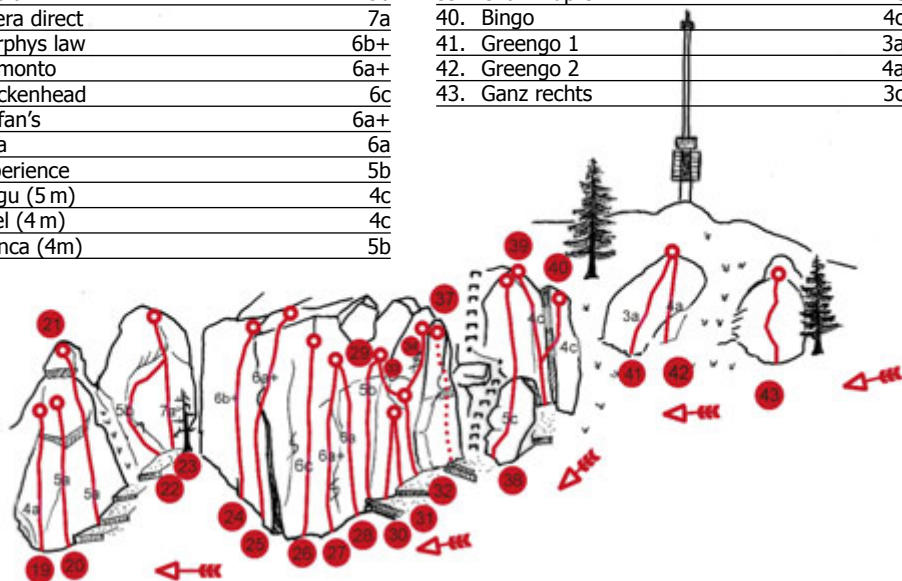 era direct 7a
rphys law 6b+
monto 6a+
ckenhead 6c
fan's 6a+
a 6a
perience 5b
gu (5 m) 4c
el (4 m) 4c
nca (4m) 5b
40. Bingo 4c
41. Greengo 1 3a
42. Greengo 2 4a
43. Ganz rechts 3c
39
40
37
21
29
3a
4a
4c
4c
5b
7a
6b+
6a+
5b
6a
6a+
6c
5c
4a
5a
5a
41
42
43
38
32
31
30
28
27
26
25
24
23
22
20
19